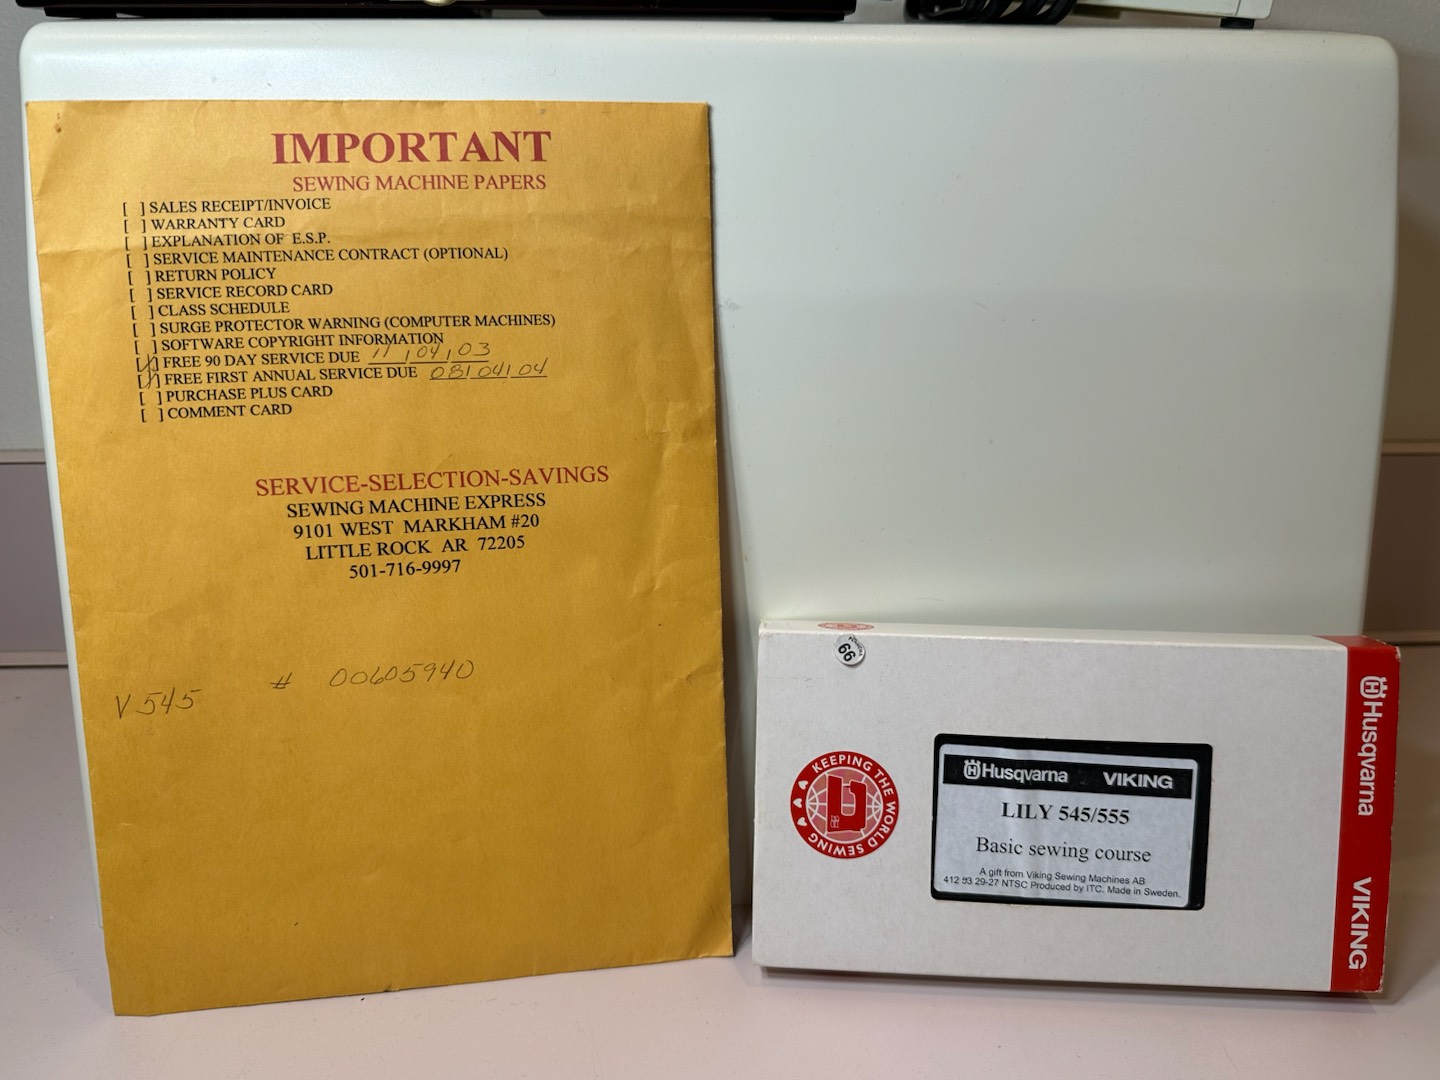 IMPORTANT
SEWING MACHINE PAPERS
[ ] SALES RECEIPT/INVOICE
[ ] WARRANTY CARD
[ ] EXPLANATION OF E.S.P.
[ ] SERVICE MAINTENANCE CONTRACT (OPTIONAL)
[ ] RETURN POLICY
[ ] SERVICE RECORD CARD
[ ] CLASS SCHEDULE
[ ] SURGE PROTECTOR WARNING (COMPUTER MACHINES)
[ ] SOFTWARE COPYRIGHT INFORMATION
[ ] FREE 90 DAY SERVICE DUE 11/04/03
[ ] FREE FIRST ANNUAL SERVICE DUE 08/04/04
[ ] PURCHASE PLUS CARD
[ ] COMMENT CARD
SERVICE-SELECTION-SAVINGS
SEWING MACHINE EXPRESS
9101 WEST MARKHAM #20
LITTLE ROCK AR 72205
501-716-9997
V 545 # 00605940
99
KEEPING THE WORLD SEWING
Husqvarna VIKING
LILY 545/555
Basic sewing course
A gift from Viking Sewing Machines AB
412 93 29-27 NTSC Produced by ITC. Made in Sweden.
Husqvarna VIKING